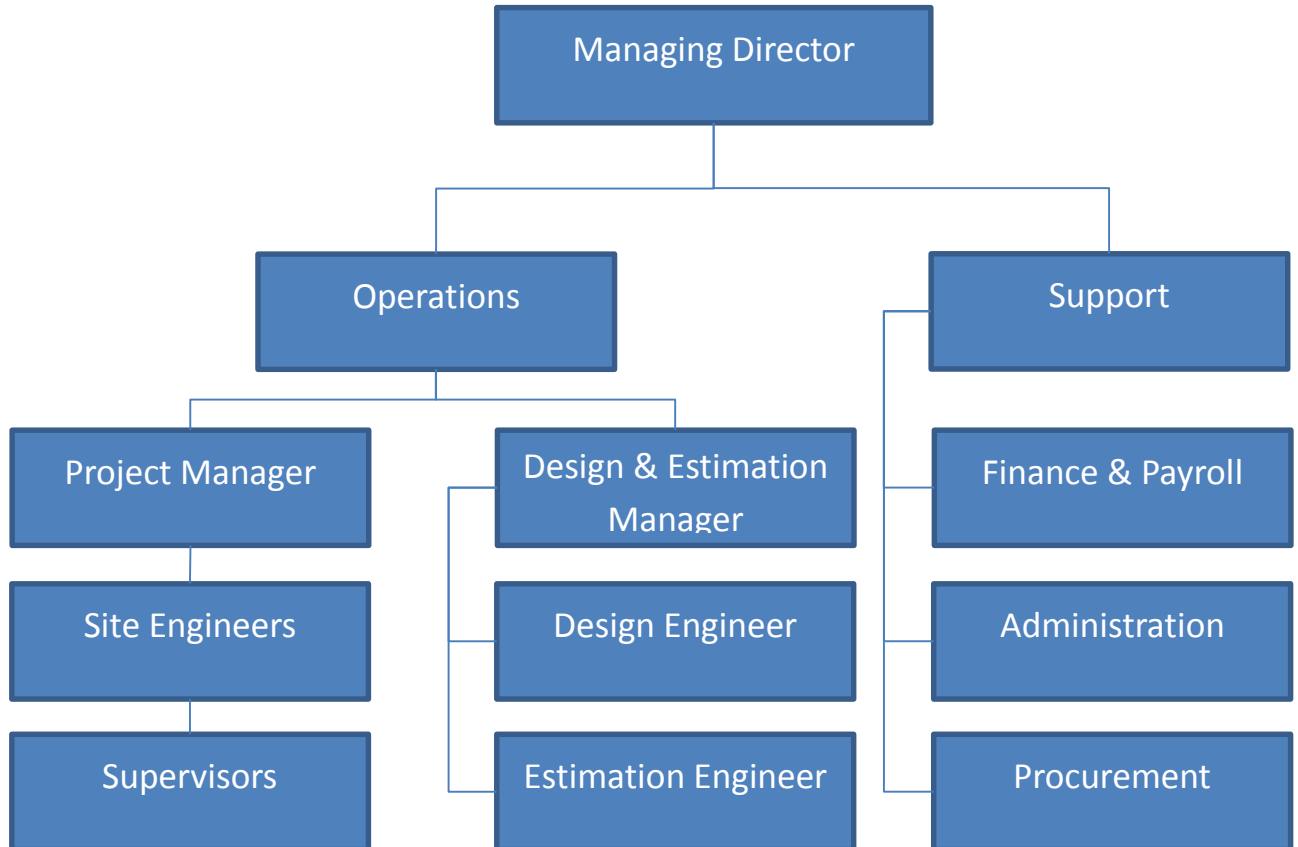 Managing Director
Operations
Support
Project Manager
Design & Estimation
Manager
Finance & Payroll
Site Engineers
Design Engineer
Administration
Supervisors
Estimation Engineer
Procurement